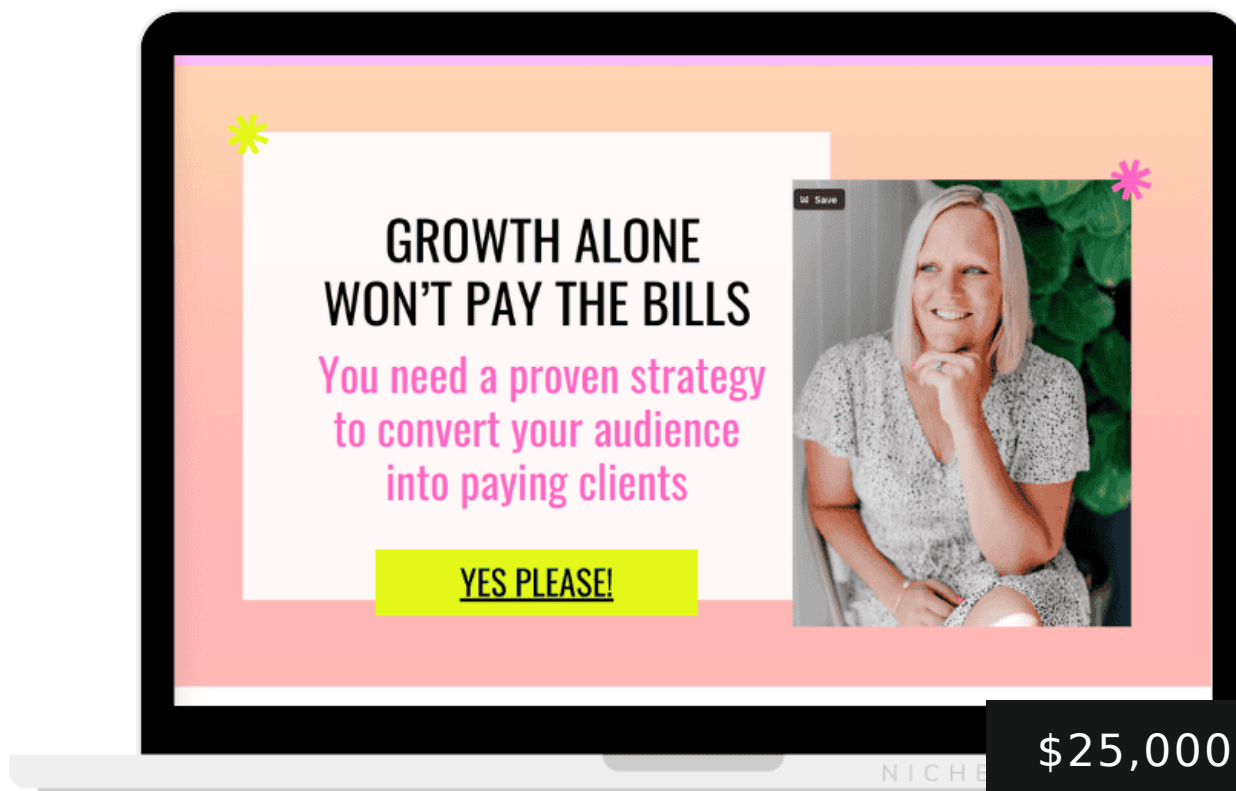 GROWTH ALONE
WON’T PAY THE BILLS
You need a proven strategy
to convert your audience
into paying clients
YES PLEASE!
Save
$25,000